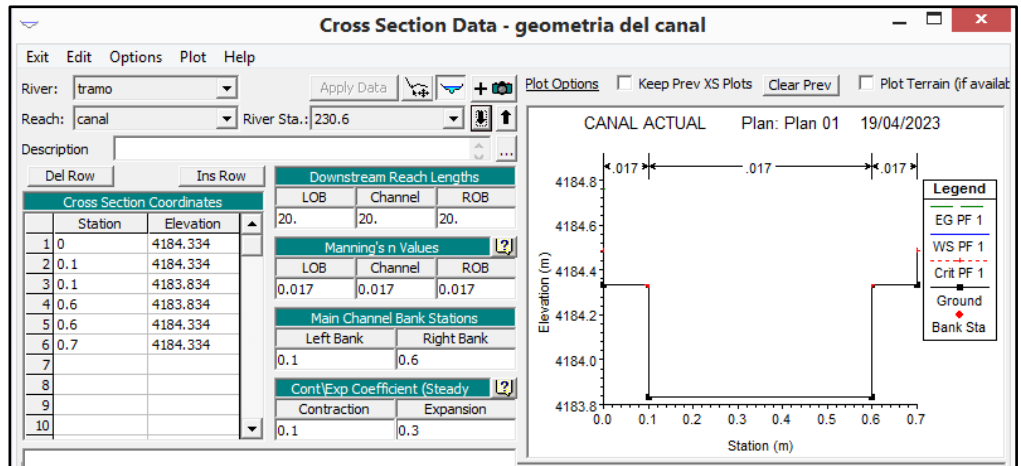 Cross Section Data - geometria del canal
Exit Edit Options Plot Help
River: tramo
Apply Data
Reach: canal
River Sta.: 230.6
Description
...
Del Row Ins Row
Cross Section Coordinates
Station Elevation
1 0 4184.334
2 0.1 4184.334
3 0.1 4183.834
4 0.6 4183.834
5 0.6 4184.334
6 0.7 4184.334
7
8
9
10
Downstream Reach Lengths
LOB Channel ROB
20. 20. 20.
Manning's n Values
LOB Channel ROB
0.017 0.017 0.017
Main Channel Bank Stations
Left Bank Right Bank
0.1 0.6
Cont\Exp Coefficient (Steady
Contraction Expansion
0.1 0.3
Plot Options Keep Prev XS Plots Clear Prev Plot Terrain (if availab
CANAL ACTUAL Plan: Plan 01 19/04/2023
.017 .017 .017
4184.8
4184.6
4184.4
4184.2
4184.0
4183.8
Elevation (m)
0.0 0.1 0.2 0.3 0.4 0.5 0.6 0.7
Station (m)
Legend
EG PF 1
WS PF 1
Crit PF 1
Ground
Bank Sta